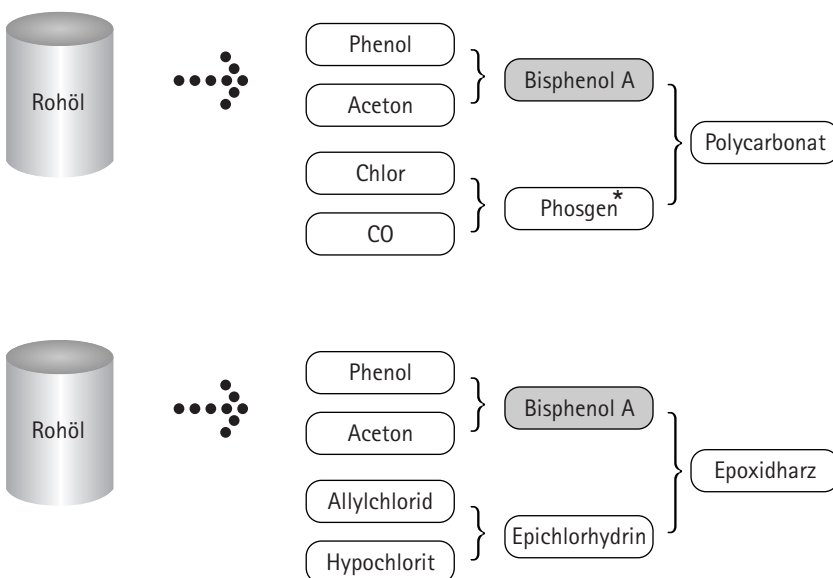 Rohöl
Phenol
Aceton
Bisphenol A
Chlor
CO
Phosgen*
Polycarbonat
Rohöl
Phenol
Aceton
Bisphenol A
Allylchlorid
Hypochlorit
Epichlorhydrin
Epoxidharz